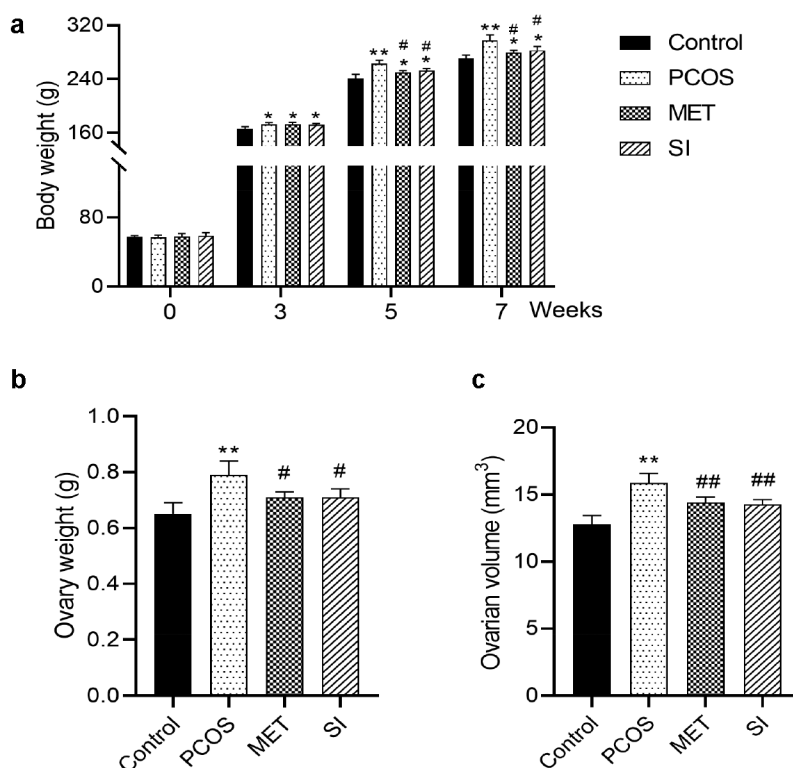 a
Body weight (g)
320
240
160
80
0
* * *
** # * # *
** # * # *
0 3 5 7 Weeks
Control
PCOS
MET
SI
b
Ovary weight (g)
1.0
0.8
0.6
0.4
0.2
0.0
** # #
Control PCOS MET SI
c
Ovarian volume (mm³)
20
15
10
5
0
** ## ##
Control PCOS MET SI